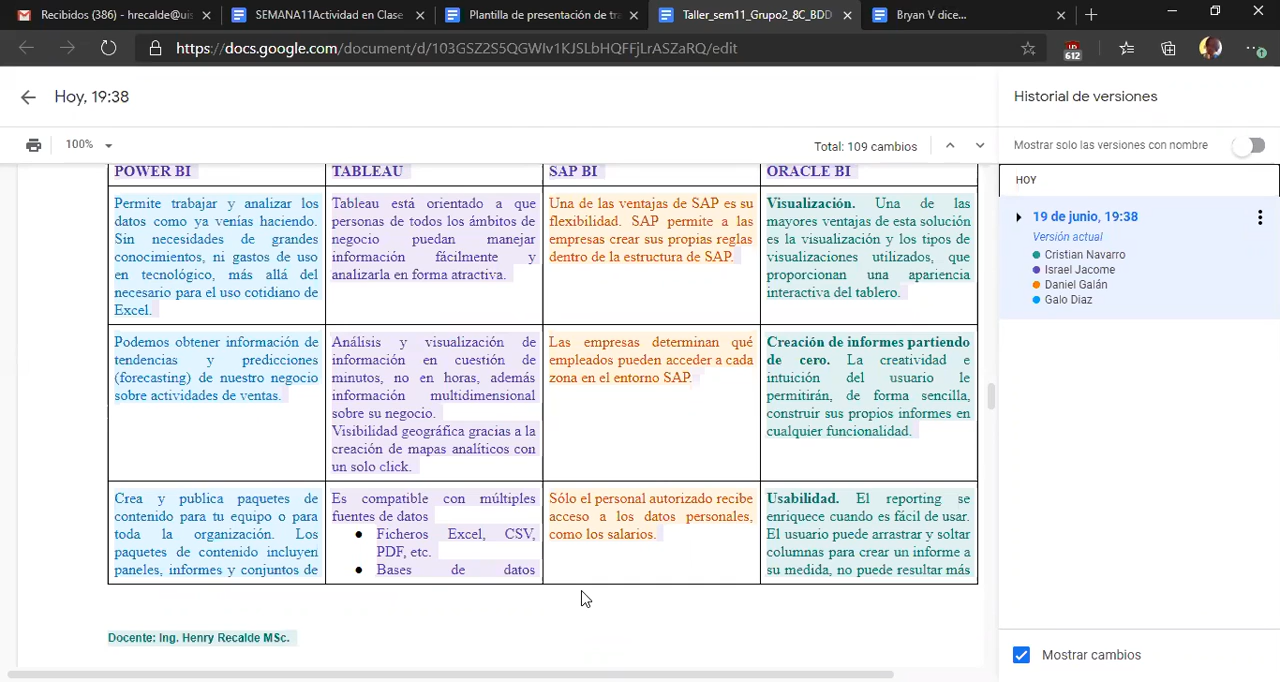 Recibidos (386) - hrecalde@uis
SEMANA11Actividad en Clase
Plantilla de presentación de tra
Taller_sem11_Grupo2_8C_BDD
Bryan V dice...
https://docs.google.com/document/d/103GSZ2S5QGWIv1KJSLbHQFFjLrASZaRQ/edit
612
Hoy, 19:38
Historial de versiones
100%
Total: 109 cambios
Mostrar solo las versiones con nombre
POWER BI
TABLEAU
SAP BI
ORACLE BI
Permite trabajar y analizar los
datos como ya venías haciendo.
Sin necesidades de grandes
conocimientos, ni gastos de uso
en tecnológico, más allá del
necesario para el uso cotidiano de
Excel.
Tableau está orientado a que
personas de todos los ámbitos de
negocio puedan manejar
información fácilmente y
analizarla en forma atractiva.
Una de las ventajas de SAP es su
flexibilidad. SAP permite a las
empresas crear sus propias reglas
dentro de la estructura de SAP.
Visualización. Una de las
mayores ventajas de esta solución
es la visualización y los tipos de
visualizaciones utilizados, que
proporcionan una apariencia
interactiva del tablero.
Podemos obtener información de
tendencias y predicciones
(forecasting) de nuestro negocio
sobre actividades de ventas.
Análisis y visualización de
información en cuestión de
minutos, no en horas, además
información multidimensional
sobre su negocio.
Visibilidad geográfica gracias a la
creación de mapas analíticos con
un solo click.
Las empresas determinan qué
empleados pueden acceder a cada
zona en el entorno SAP.
Creación de informes partiendo
de cero. La creatividad e
intuición del usuario le
permitirán, de forma sencilla,
construir sus propios informes en
cualquier funcionalidad.
Crea y publica paquetes de
contenido para tu equipo o para
toda la organización. Los
paquetes de contenido incluyen
paneles, informes y conjuntos de
Es compatible con múltiples
fuentes de datos
● Ficheros Excel, CSV,
PDF, etc.
● Bases de datos
Sólo el personal autorizado recibe
acceso a los datos personales,
como los salarios.
Usabilidad. El reporting se
enriquece cuando es fácil de usar.
El usuario puede arrastrar y soltar
columnas para crear un informe a
su medida, no puede resultar más
Docente: Ing. Henry Recalde MSc.
HOY
19 de junio, 19:38
Versión actual
Cristian Navarro
Israel Jacome
Daniel Galán
Galo Diaz
Mostrar cambios